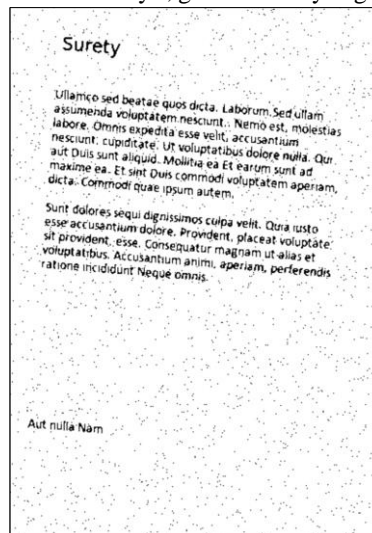 Surety
Ullamco sed beatae quos dicta. Laborum Sed ullam
assumenda voluptatem nesciunt.. Nemo est, molestias
labore. Omnis expedita esse velit, accusantium
nesciunt, cupiditate. Ut voluptatibus dolore nulla. Qui
aut Duis sunt aliquid. Mollitia ea Et earum sunt ad
maxime ea. Et sint Duis commodi voluptatem aperiam,
dicta. Commodi quae ipsum autem.
Sunt dolores sequi dignissimos culpa velit. Quia iusto
esse accusantium dolore. Provident, placeat voluptate
sit provident, esse. Consequatur magnam ut alias et
voluptatibus. Accusantium animi, aperiam, perferendis
ratione incididunt Neque omnis.
Aut nulla Nam